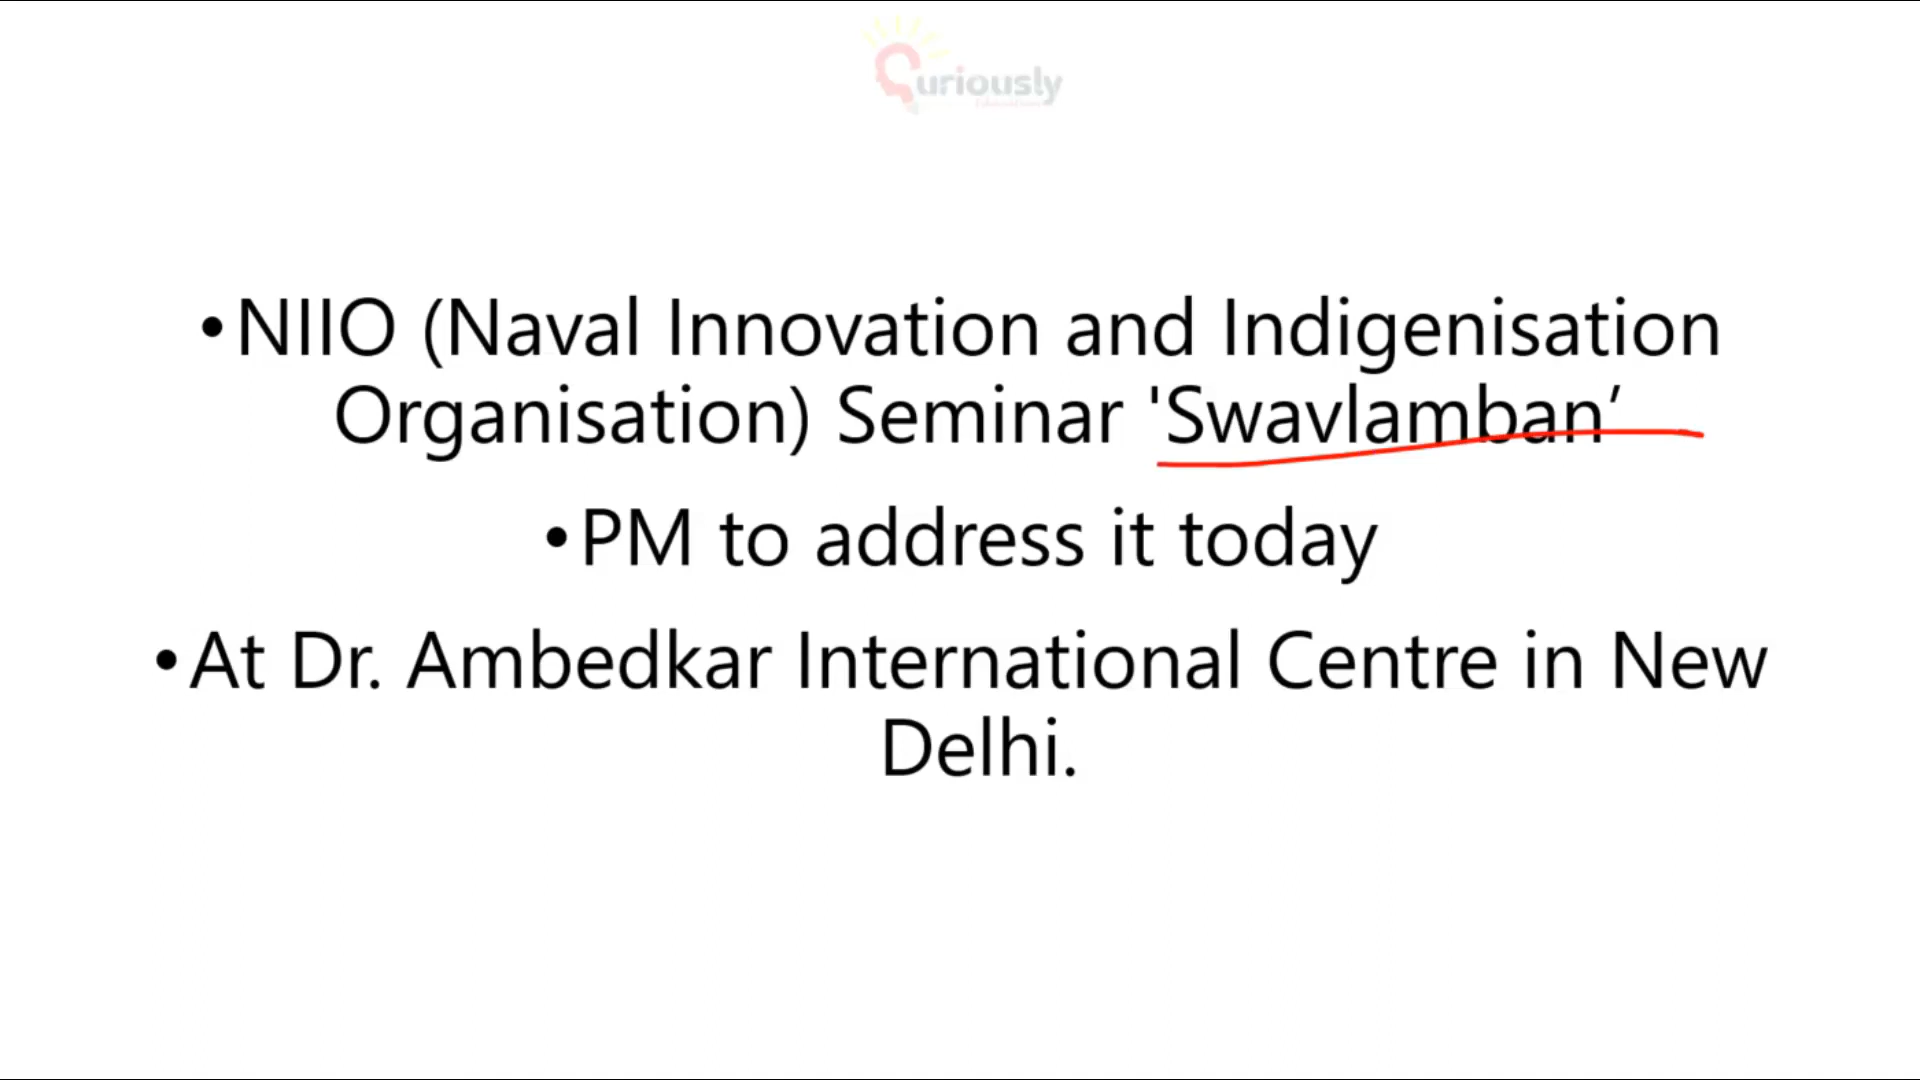 uriously
•NIIO (Naval Innovation and Indigenisation
Organisation) Seminar 'Swavlamban’
•PM to address it today
•At Dr. Ambedkar International Centre in New
Delhi.